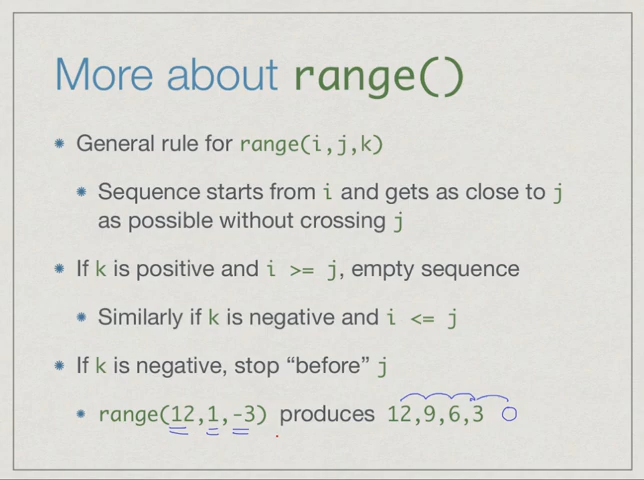 More about range()
General rule for range(i,j,k)
Sequence starts from i and gets as close to j
as possible without crossing j
If k is positive and i >= j, empty sequence
Similarly if k is negative and i <= j
If k is negative, stop “before” j
range(12,1,-3) produces 12,9,6,3 0